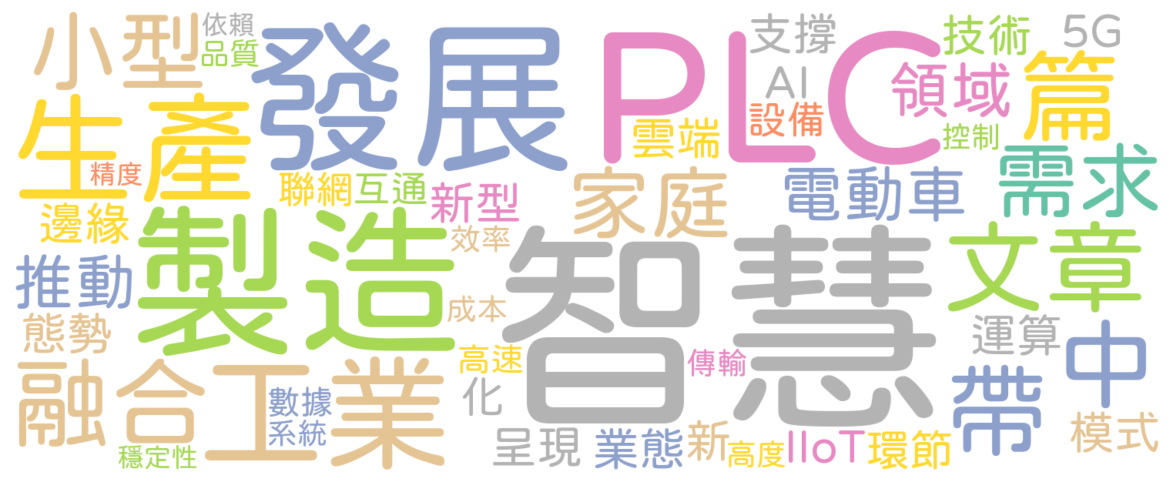 小型
依賴
品質
發展
PLC
支撐
AI
設備
技術
5G
領域
篇
雲端
控制
生產
精度
聯網
互通
新型
家庭
電動車
需求
邊緣
製造
效率
智慧
文章
推動
成本
態勢
運算
中
融合
工業
高速
傳輸
數據
系統
化
帶
模式
穩定性
呈現
業態
新
高度
IIoT
環節